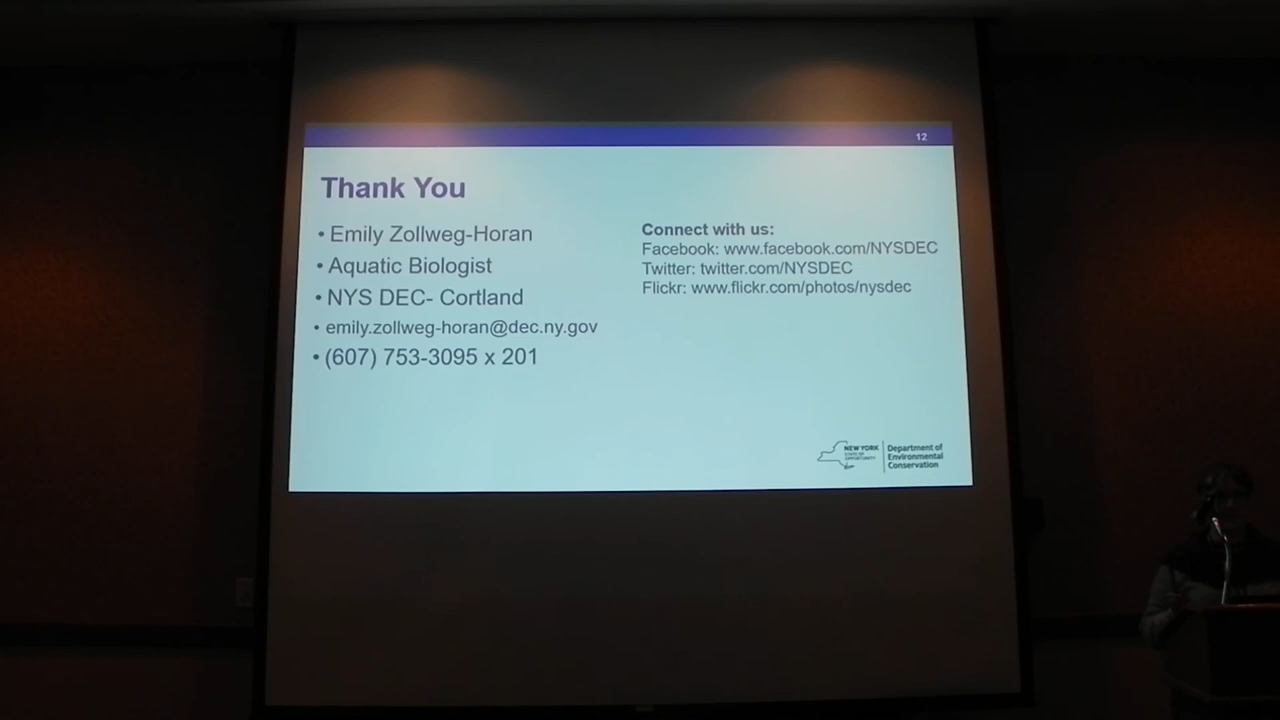 12
Thank You
• Emily Zollweg-Horan
• Aquatic Biologist
• NYS DEC- Cortland
• emily.zollweg-horan@dec.ny.gov
• (607) 753-3095 x 201
Connect with us:
Facebook: www.facebook.com/NYSDEC
Twitter: twitter.com/NYSDEC
Flickr: www.flickr.com/photos/nysdec
NEW YORK
STATE OF
OPPORTUNITY
Department of
Environmental
Conservation